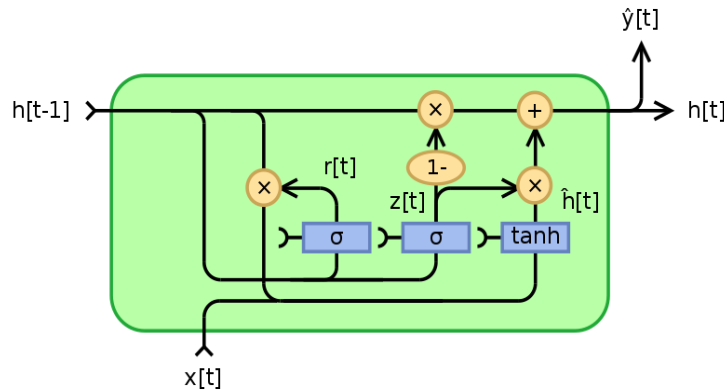 ŷ[t]
h[t-1]
×
+
h[t]
1-
r[t]
×
z[t]
×
ĥ[t]
σ
σ
tanh
x[t]